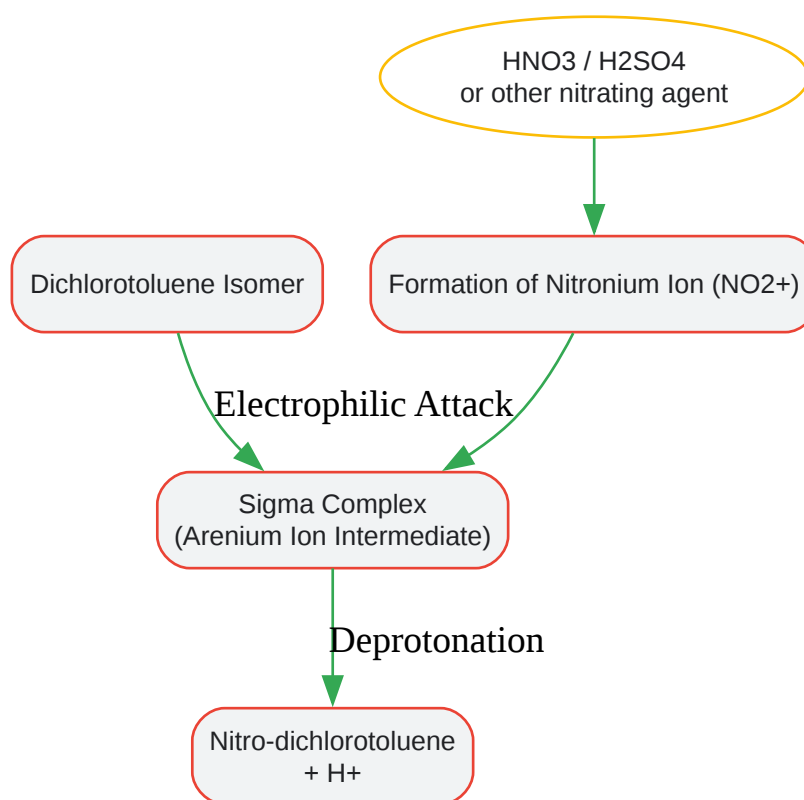 HNO3 / H2SO4
or other nitrating agent
Dichlorotoluene Isomer
Formation of Nitronium Ion (NO2+)
Electrophilic Attack
Sigma Complex
(Arenium Ion Intermediate)
Deprotonation
Nitro-dichlorotoluene
+ H+